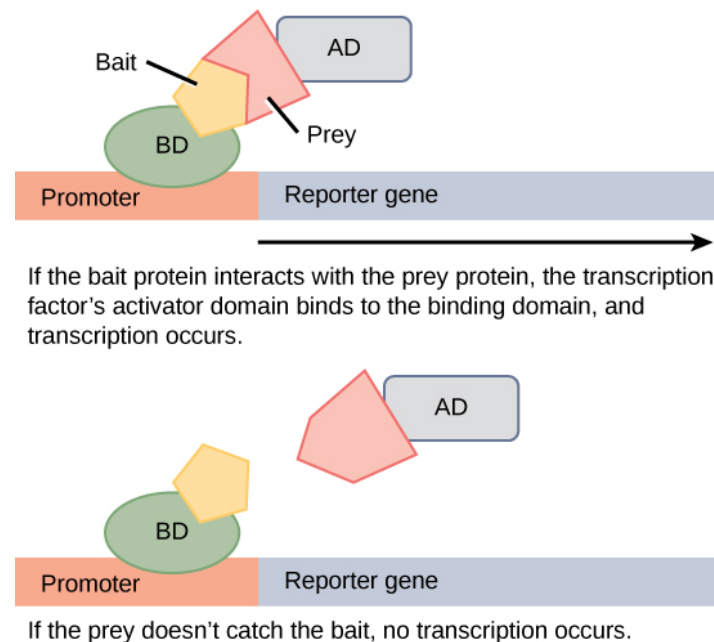 AD
Bait
Prey
BD
Promoter
Reporter gene
If the bait protein interacts with the prey protein, the transcription
factor’s activator domain binds to the binding domain, and
transcription occurs.
AD
BD
Promoter
Reporter gene
If the prey doesn’t catch the bait, no transcription occurs.